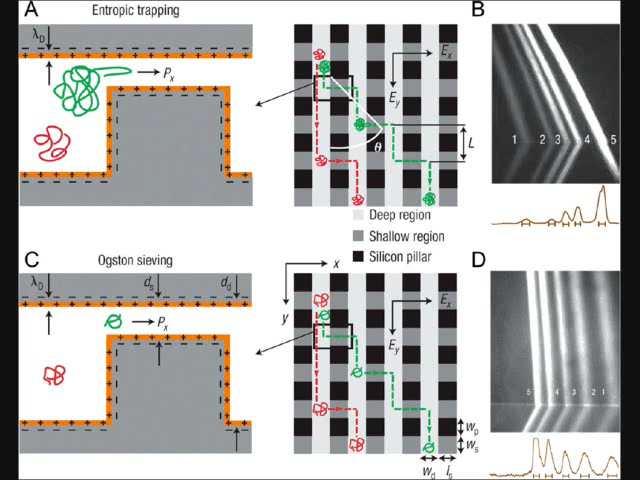 A
Entropic trapping
B
λD
Px
Ex
Ey
L
θ
1 2 3 4 5
Deep region
Shallow region
Silicon pillar
C
Ogston sieving
D
λD
ds
dd
Px
x
y
Ex
Ey
5 4 3 2 1
wp
ws
wd
ls